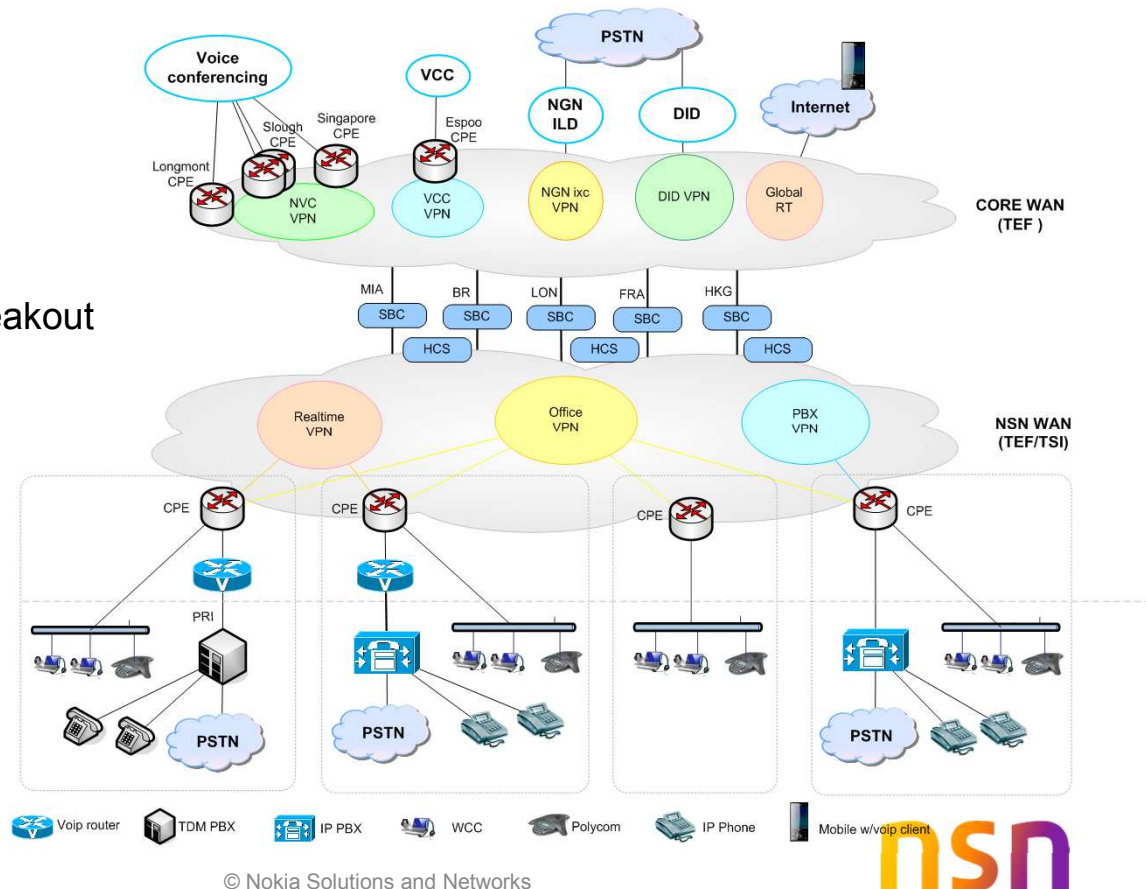 PSTN
Voice
conferencing
VCC
NGN
ILD
DID
Internet
Longmont
CPE
Slough
CPE
Singapore
CPE
Espoo
CPE
NVC
VPN
VCC
VPN
NGN ixc
VPN
DID VPN
Global
RT
CORE WAN
(TEF )
eakout
MIA
SBC
BR
SBC
LON
SBC
FRA
SBC
HKG
SBC
HCS
HCS
HCS
Realtime
VPN
Office
VPN
PBX
VPN
NSN WAN
(TEF/TSI)
CPE
CPE
CPE
CPE
V
V
PRI
PSTN
PSTN
PSTN
V
Voip router
TDM PBX
IP PBX
WCC
Polycom
IP Phone
Mobile w/voip client
nsn
© Nokia Solutions and Networks